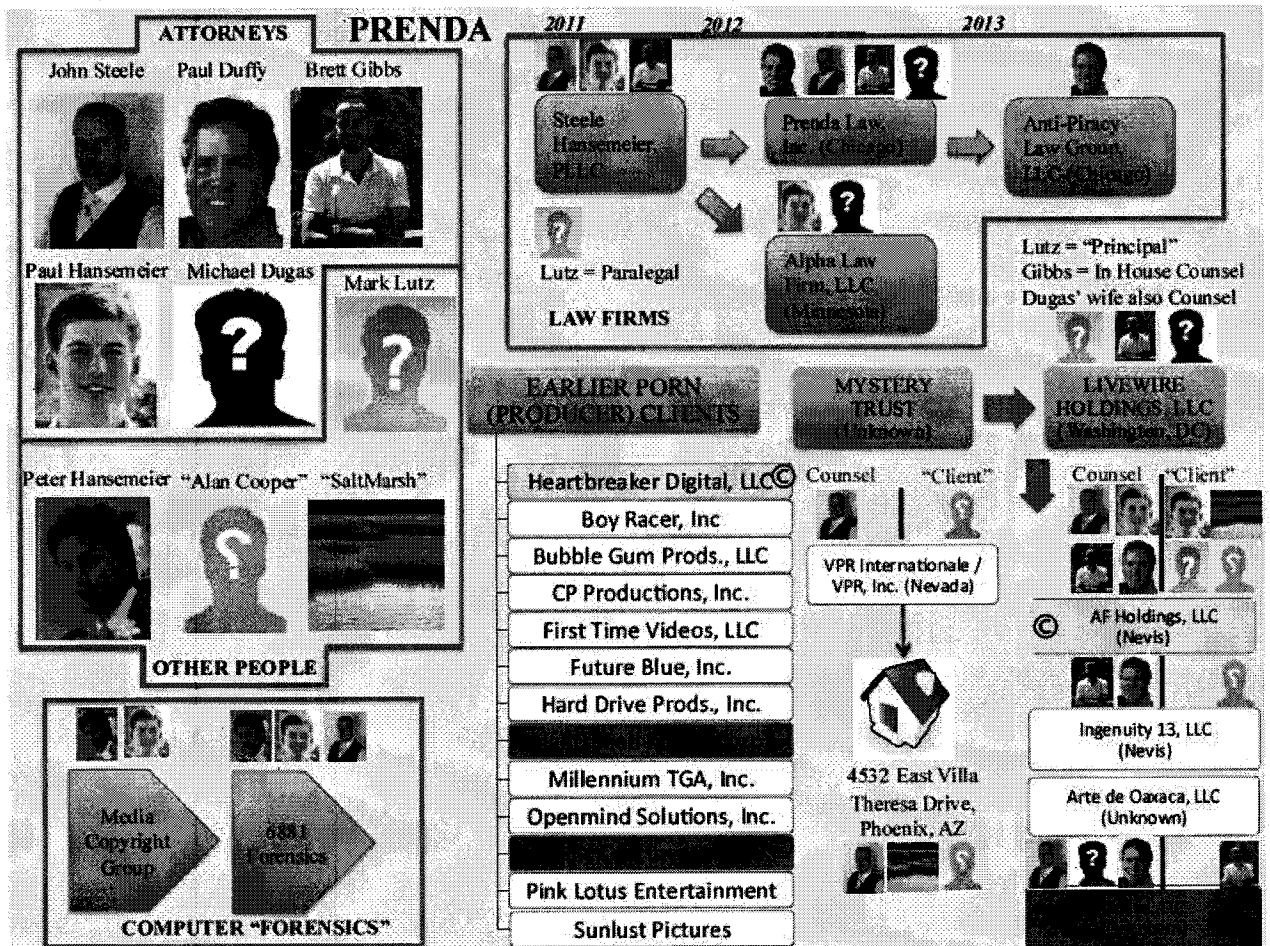 PRENDA
2011
2012
2013
ATTORNEYS
John Steele
Paul Duffy
Brett Gibbs
Paul Hansemeier
Michael Dugas
?
Mark Lutz
?
Peter Hansemeier
"Alan Cooper"
?
"SaltMarsh"
OTHER PEOPLE
?
Steele
Hansemeier,
PLLC
Prenda Law,
Inc. (Chicago)
Anti-Piracy
Law Group,
LLC (Chicago)
?
Lutz = Paralegal
?
Alpha Law
Firm, LLC
(Minnesota)
LAW FIRMS
Lutz = "Principal"
Gibbs = In House Counsel
Dugas' wife also Counsel
?
?
EARLIER PORN
(PRODUCER) CLIENTS
Heartbreaker Digital, LLC ©
Boy Racer, Inc
Bubble Gum Prods., LLC
CP Productions, Inc.
First Time Videos, LLC
Future Blue, Inc.
Hard Drive Prods., Inc.
Millennium TGA, Inc.
Openmind Solutions, Inc.
Pink Lotus Entertainment
Sunlust Pictures
MYSTERY
TRUST
(Unknown)
Counsel
"Client"
?
VPR Internationale /
VPR, Inc. (Nevada)
4532 East Villa
Theresa Drive,
Phoenix, AZ
?
LIVEWIRE
HOLDINGS, LLC
(Washington, DC)
Counsel
"Client"
?
?
© AF Holdings, LLC
(Nevis)
?
Ingenuity 13, LLC
(Nevis)
Arte de Oaxaca, LLC
(Unknown)
?
Media
Copyright
Group
6881
Forensics
COMPUTER "FORENSICS"